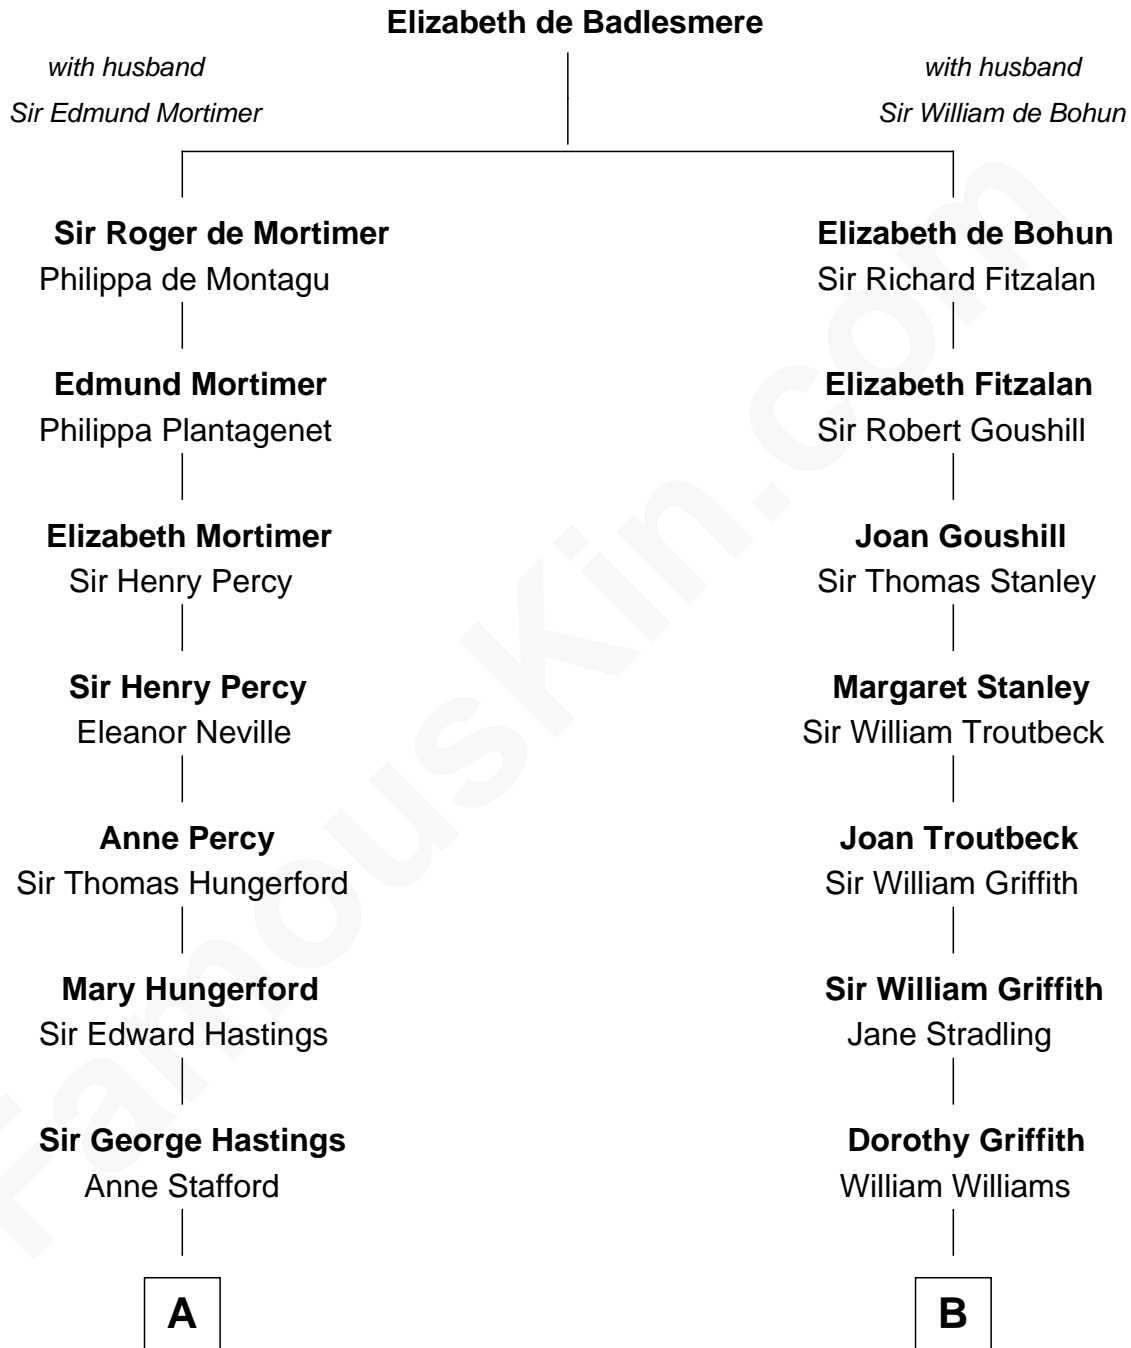 Elizabeth de Badlesmere
with husband
Sir Edmund Mortimer
with husband
Sir William de Bohun
Sir Roger de Mortimer
Philippa de Montagu
Elizabeth de Bohun
Sir Richard Fitzalan
Edmund Mortimer
Philippa Plantagenet
Elizabeth Fitzalan
Sir Robert Goushill
Elizabeth Mortimer
Sir Henry Percy
Joan Goushill
Sir Thomas Stanley
Sir Henry Percy
Eleanor Neville
Margaret Stanley
Sir William Troutbeck
Anne Percy
Sir Thomas Hungerford
Joan Troutbeck
Sir William Griffith
Mary Hungerford
Sir Edward Hastings
Sir William Griffith
Jane Stradling
Sir George Hastings
Anne Stafford
Dorothy Griffith
William Williams
A
B
FamousKin.com